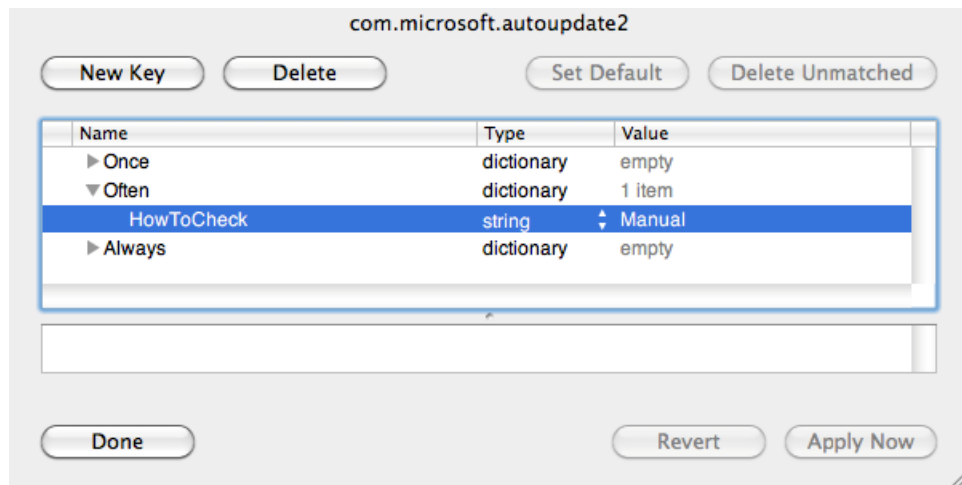 com.microsoft.autoupdate2
New Key Delete Set Default Delete Unmatched
Name Type Value
Once dictionary empty
Often dictionary 1 item
HowToCheck string Manual
Always dictionary empty
Done Revert Apply Now